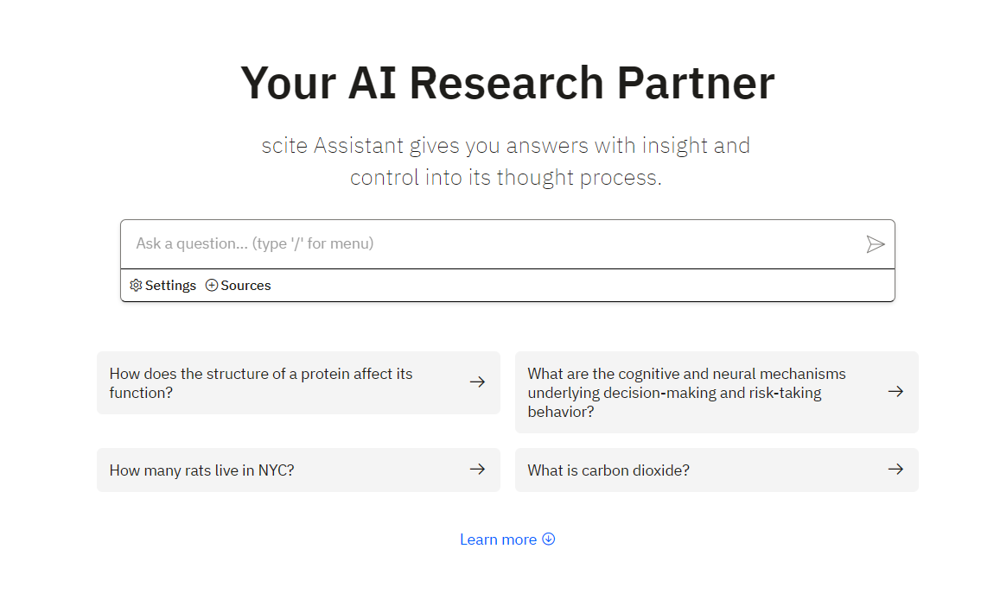 Your AI Research Partner
scite Assistant gives you answers with insight and
control into its thought process.
Ask a question... (type '/' for menu)
Settings
Sources
How does the structure of a protein affect its
function?
What are the cognitive and neural mechanisms
underlying decision-making and risk-taking
behavior?
How many rats live in NYC?
What is carbon dioxide?
Learn more